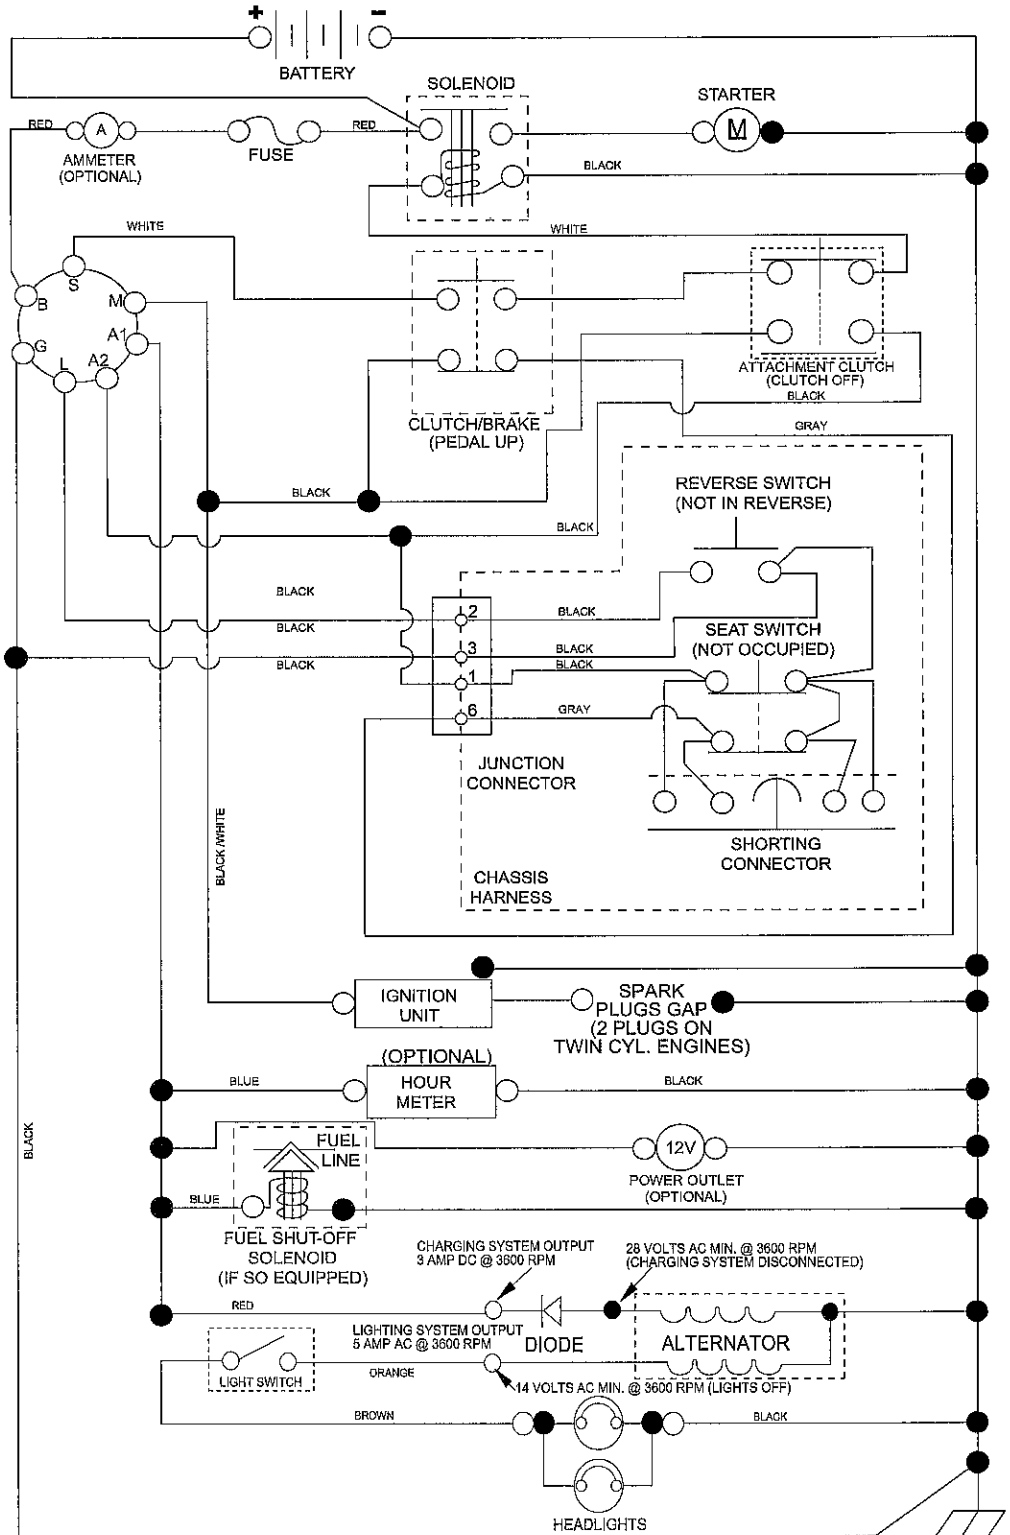 + -
BATTERY
SOLENOID
STARTER
RED
A
AMMETER
(OPTIONAL)
FUSE
RED
M
BLACK
WHITE
WHITE
S
B
M
A1
G
L
A2
CLUTCH/BRAKE
(PEDAL UP)
ATTACHMENT CLUTCH
(CLUTCH OFF)
BLACK
GRAY
BLACK
BLACK
REVERSE SWITCH
(NOT IN REVERSE)
BLACK
BLACK
BLACK
2
BLACK
3
BLACK
1
BLACK
6
GRAY
SEAT SWITCH
(NOT OCCUPIED)
JUNCTION
CONNECTOR
SHORTING
CONNECTOR
CHASSIS
HARNESS
BLACK/WHITE
IGNITION
UNIT
SPARK
PLUGS GAP
(2 PLUGS ON
TWIN CYL. ENGINES)
(OPTIONAL)
BLUE
HOUR
METER
BLACK
BLACK
FUEL
LINE
12V
POWER OUTLET
(OPTIONAL)
BLUE
FUEL SHUT-OFF
SOLENOID
(IF SO EQUIPPED)
CHARGING SYSTEM OUTPUT
3 AMP DC @ 3600 RPM
28 VOLTS AC MIN. @ 3600 RPM
(CHARGING SYSTEM DISCONNECTED)
RED
DIODE
ALTERNATOR
LIGHTING SYSTEM OUTPUT
5 AMP AC @ 3600 RPM
LIGHT SWITCH
ORANGE
14 VOLTS AC MIN. @ 3600 RPM (LIGHTS OFF)
BROWN
BLACK
HEADLIGHTS